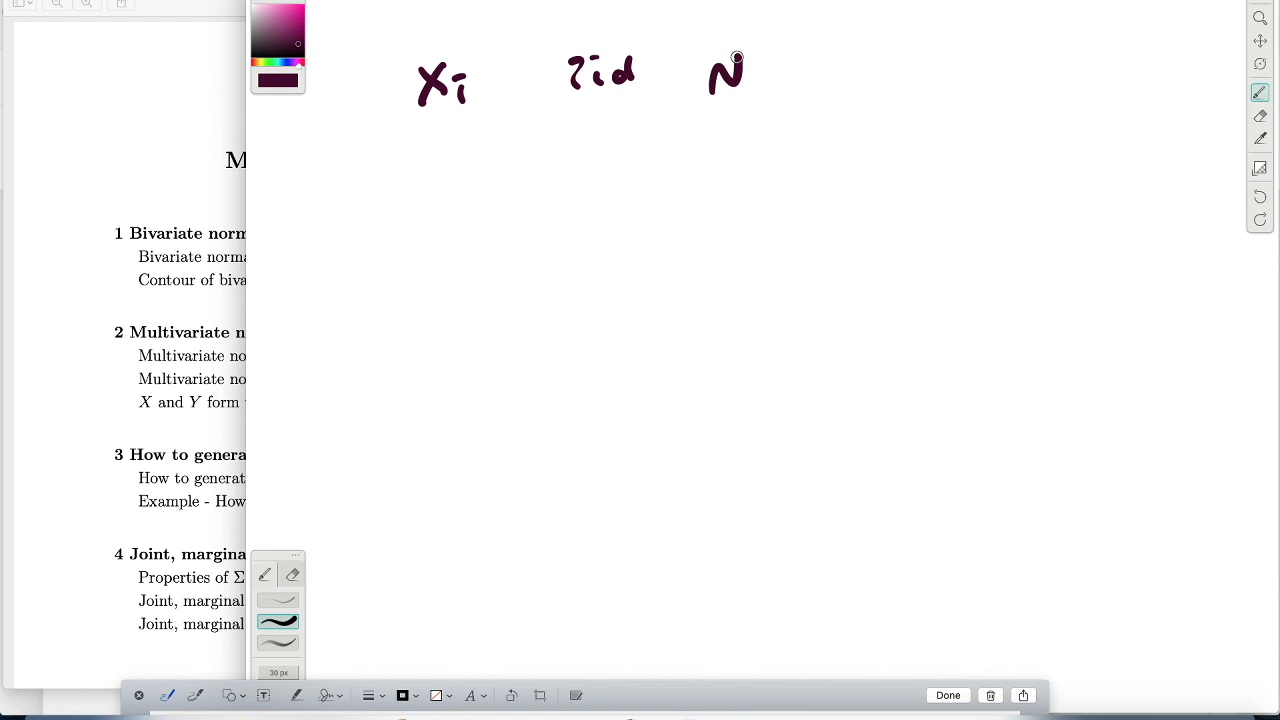 Xi iid N
M
1 Bivariate norm
Bivariate norma
Contour of biva
2 Multivariate n
Multivariate no
Multivariate no
X and Y form
3 How to genera
How to generat
Example - How
4 Joint, margina
Properties of Σ
Joint, marginal
Joint, marginal
30 px
Done